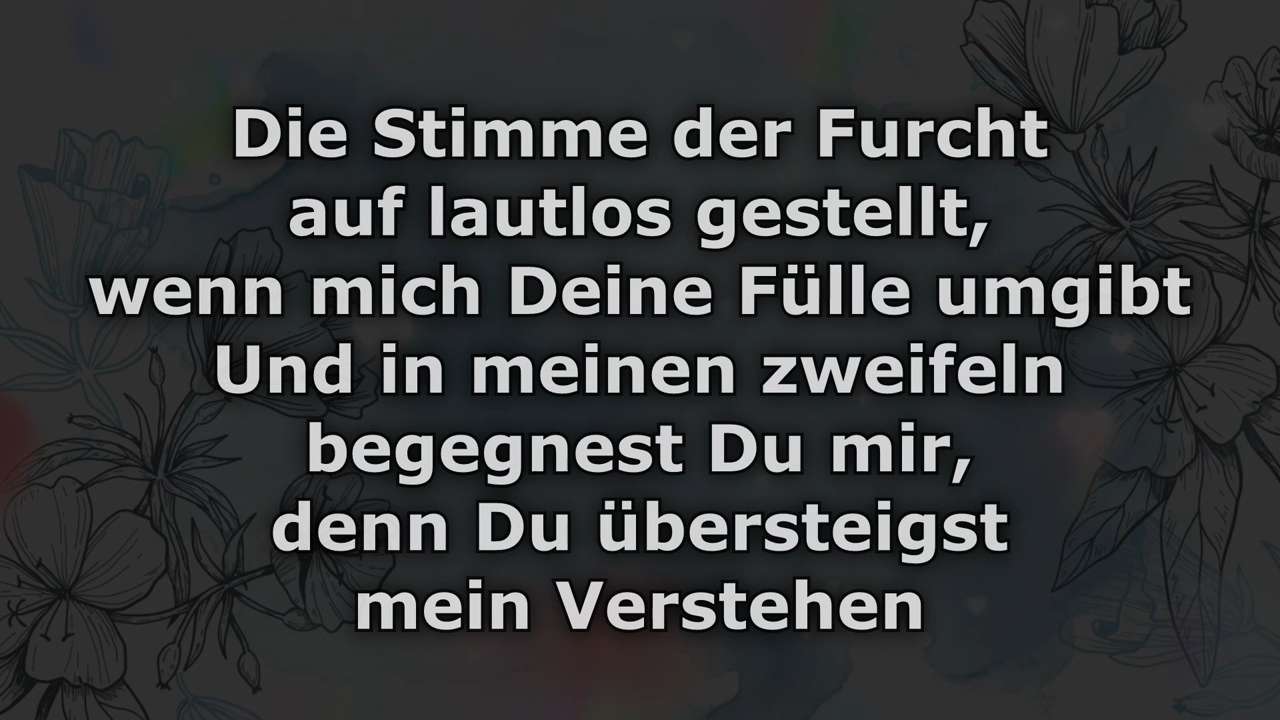 Die Stimme der Furcht
auf lautlos gestellt,
wenn mich Deine Fülle umgibt
Und in meinen zweifeln
begegnest Du mir,
denn Du übersteigst
mein Verstehen